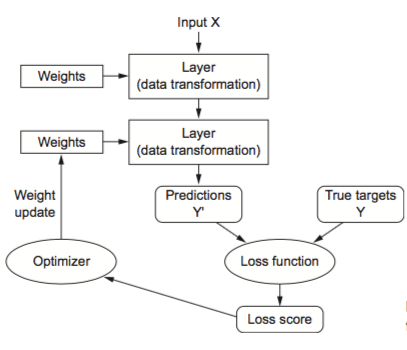 Input X
Weights
Layer
(data transformation)
Weights
Layer
(data transformation)
Weight
update
Predictions
Y'
True targets
Y
Optimizer
Loss function
Loss score